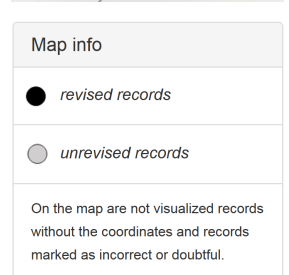 Map info
revised records
unrevised records
On the map are not visualized records
without the coordinates and records
marked as incorrect or doubtful.